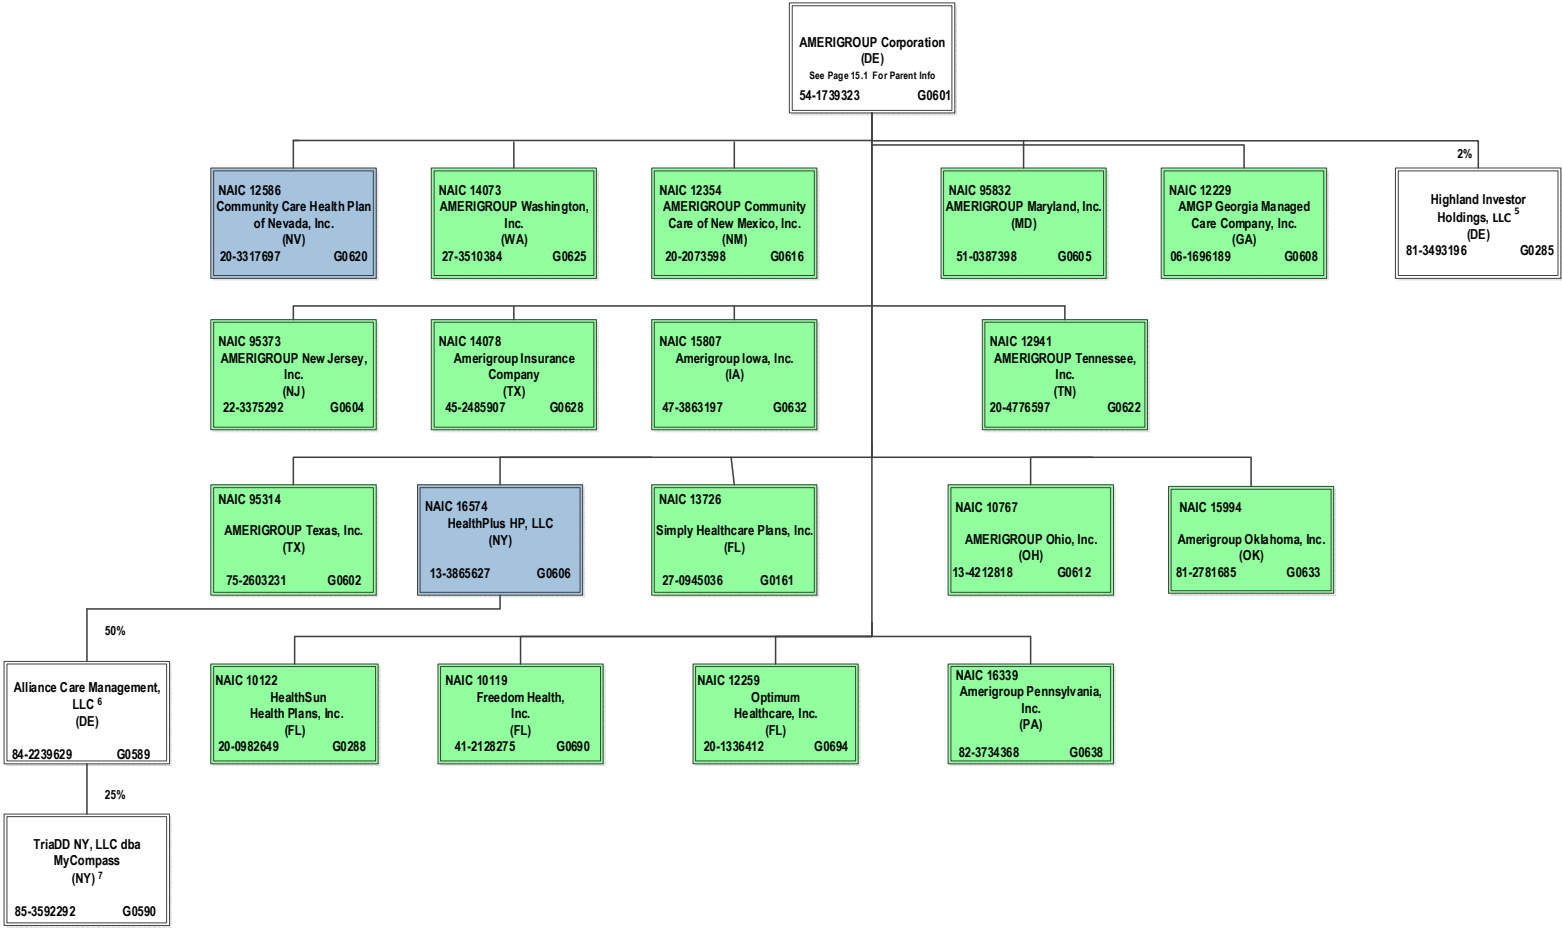 AMERIGROUP Corporation
(DE)
See Page 15.1 For Parent Info
54-1739323 G0601
2%
NAIC 12586
Community Care Health Plan
of Nevada, Inc.
(NV)
20-3317697 G0620
NAIC 14073
AMERIGROUP Washington,
Inc.
(WA)
27-3510384 G0625
NAIC 12354
AMERIGROUP Community
Care of New Mexico, Inc.
(NM)
20-2073598 G0616
NAIC 95832
AMERIGROUP Maryland, Inc.
(MD)
51-0387398 G0605
NAIC 12229
AMGP Georgia Managed
Care Company, Inc.
(GA)
06-1696189 G0608
Highland Investor
Holdings, LLC 5
(DE)
81-3493196 G0285
NAIC 95373
AMERIGROUP New Jersey,
Inc.
(NJ)
22-3375292 G0604
NAIC 14078
Amerigroup Insurance
Company
(TX)
45-2485907 G0628
NAIC 15807
Amerigroup Iowa, Inc.
(IA)
47-3863197 G0632
NAIC 12941
AMERIGROUP Tennessee,
Inc.
(TN)
20-4776597 G0622
NAIC 95314
AMERIGROUP Texas, Inc.
(TX)
75-2603231 G0602
NAIC 16574
HealthPlus HP, LLC
(NY)
13-3865627 G0606
NAIC 13726
Simply Healthcare Plans, Inc.
(FL)
27-0945036 G0161
NAIC 10767
AMERIGROUP Ohio, Inc.
(OH)
13-4212818 G0612
NAIC 15994
Amerigroup Oklahoma, Inc.
(OK)
81-2781685 G0633
50%
Alliance Care Management,
LLC 6
(DE)
84-2239629 G0589
NAIC 10122
HealthSun
Health Plans, Inc.
(FL)
20-0982649 G0288
NAIC 10119
Freedom Health,
Inc.
(FL)
41-2128275 G0690
NAIC 12259
Optimum
Healthcare, Inc.
(FL)
20-1336412 G0694
NAIC 16339
Amerigroup Pennsylvania,
Inc.
(PA)
82-3734368 G0638
25%
TriaDD NY, LLC dba
MyCompass
(NY) 7
85-3592292 G0590